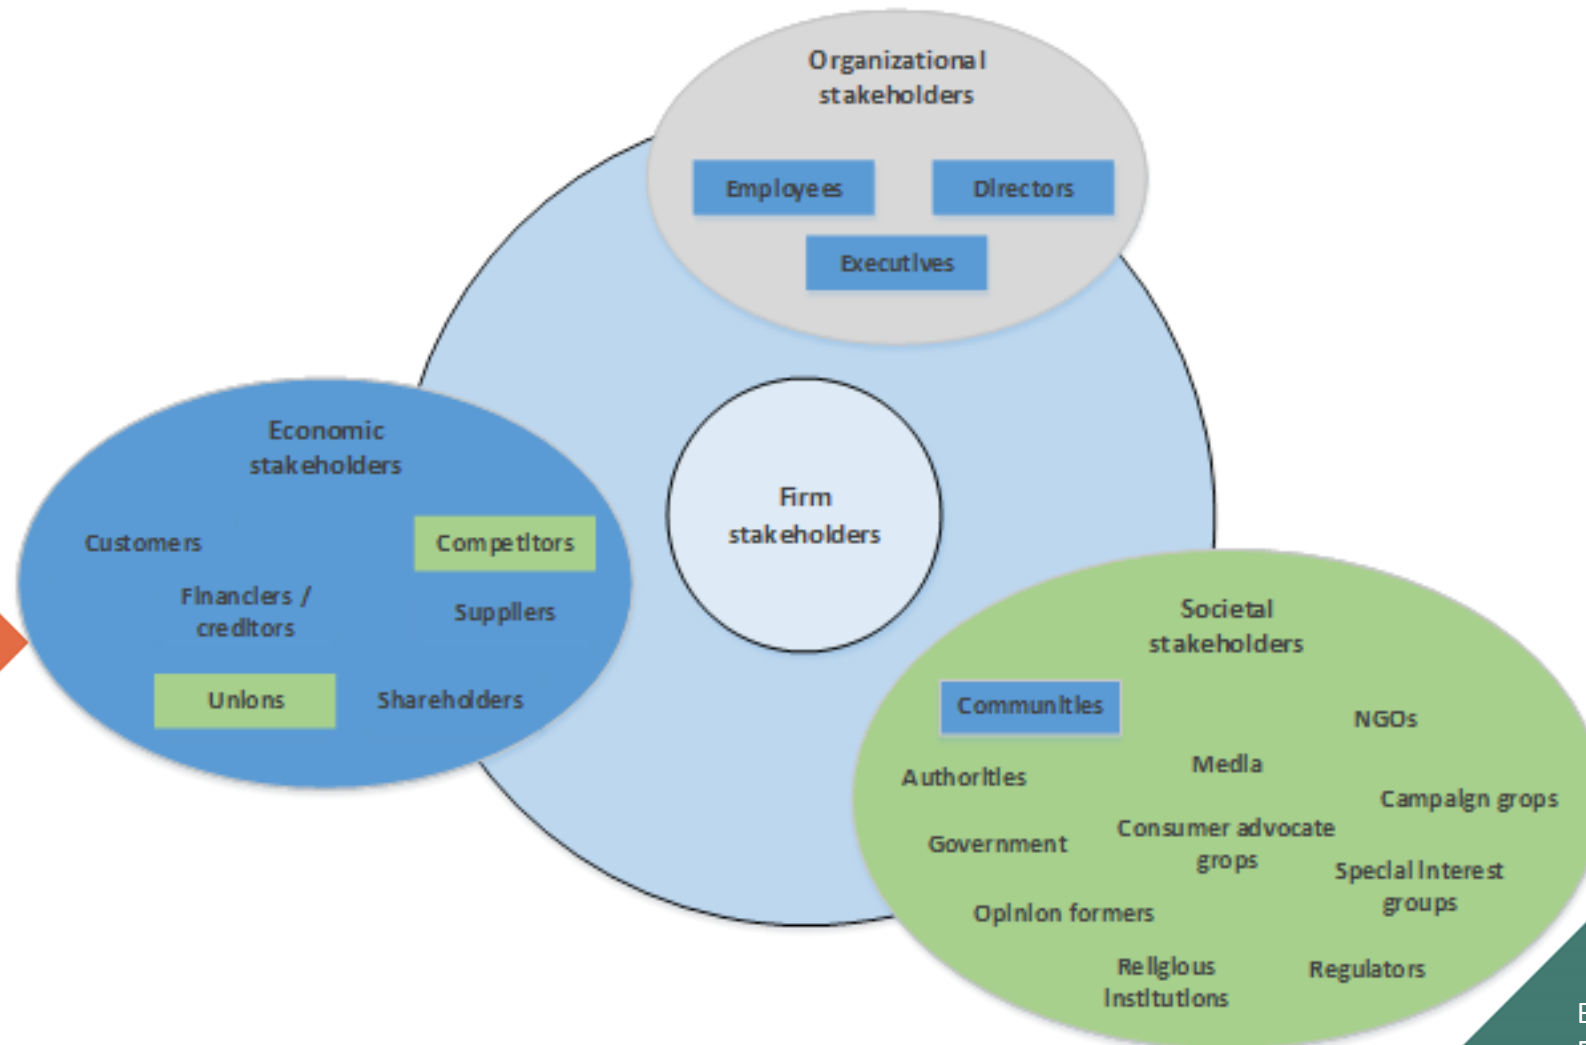 Organizational
stakeholders
Employees
Directors
Executives
Economic
stakeholders
Customers
Competitors
Financiers /
creditors
Suppliers
Unions
Shareholders
Firm
stakeholders
Societal
stakeholders
Communities
NGOs
Media
Authorities
Campaign grops
Consumer advocate
grops
Government
Special interest
groups
Opinion formers
Religious
institutions
Regulators